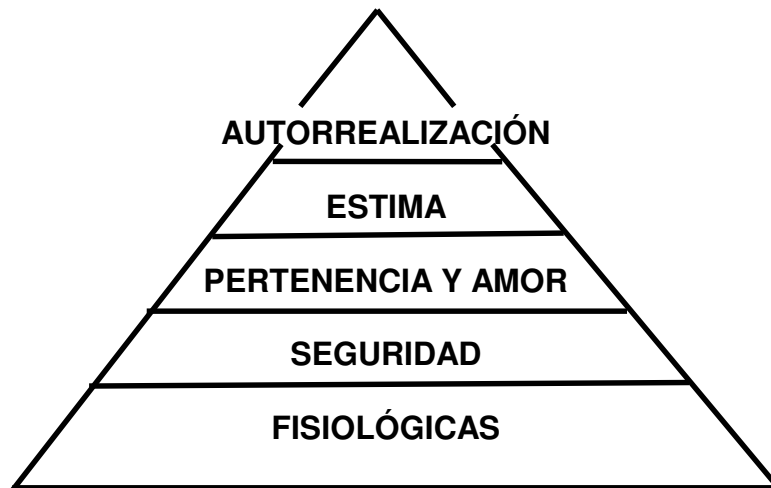 AUTORREALIZACIÓN
ESTIMA
PERTENENCIA Y AMOR
SEGURIDAD
FISIOLÓGICAS